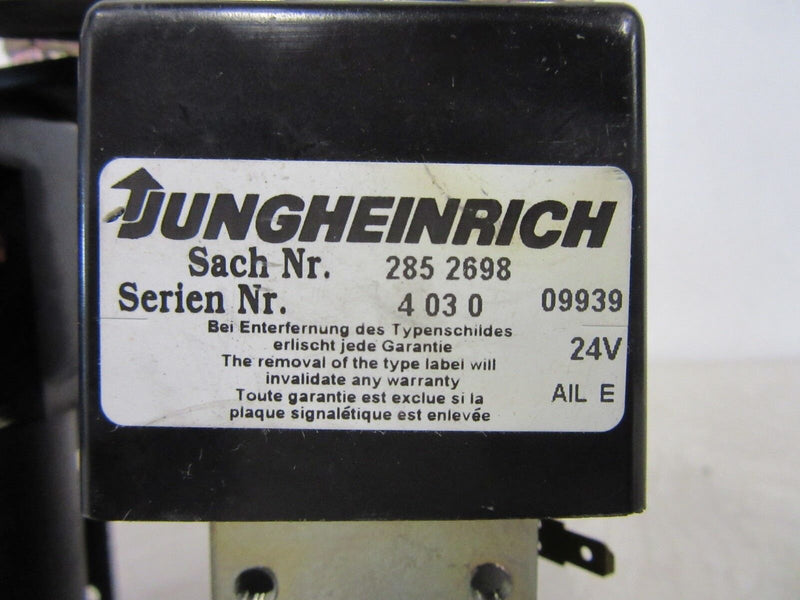 JUNGHEINRICH
Sach Nr. 285 2698
Serien Nr. 4 03 0 09939
Bei Enterfernung des Typenschildes
erlischt jede Garantie
24V
The removal of the type label will
invalidate any warranty
AIL E
Toute garantie est exclue si la
plaque signalétique est enlevée